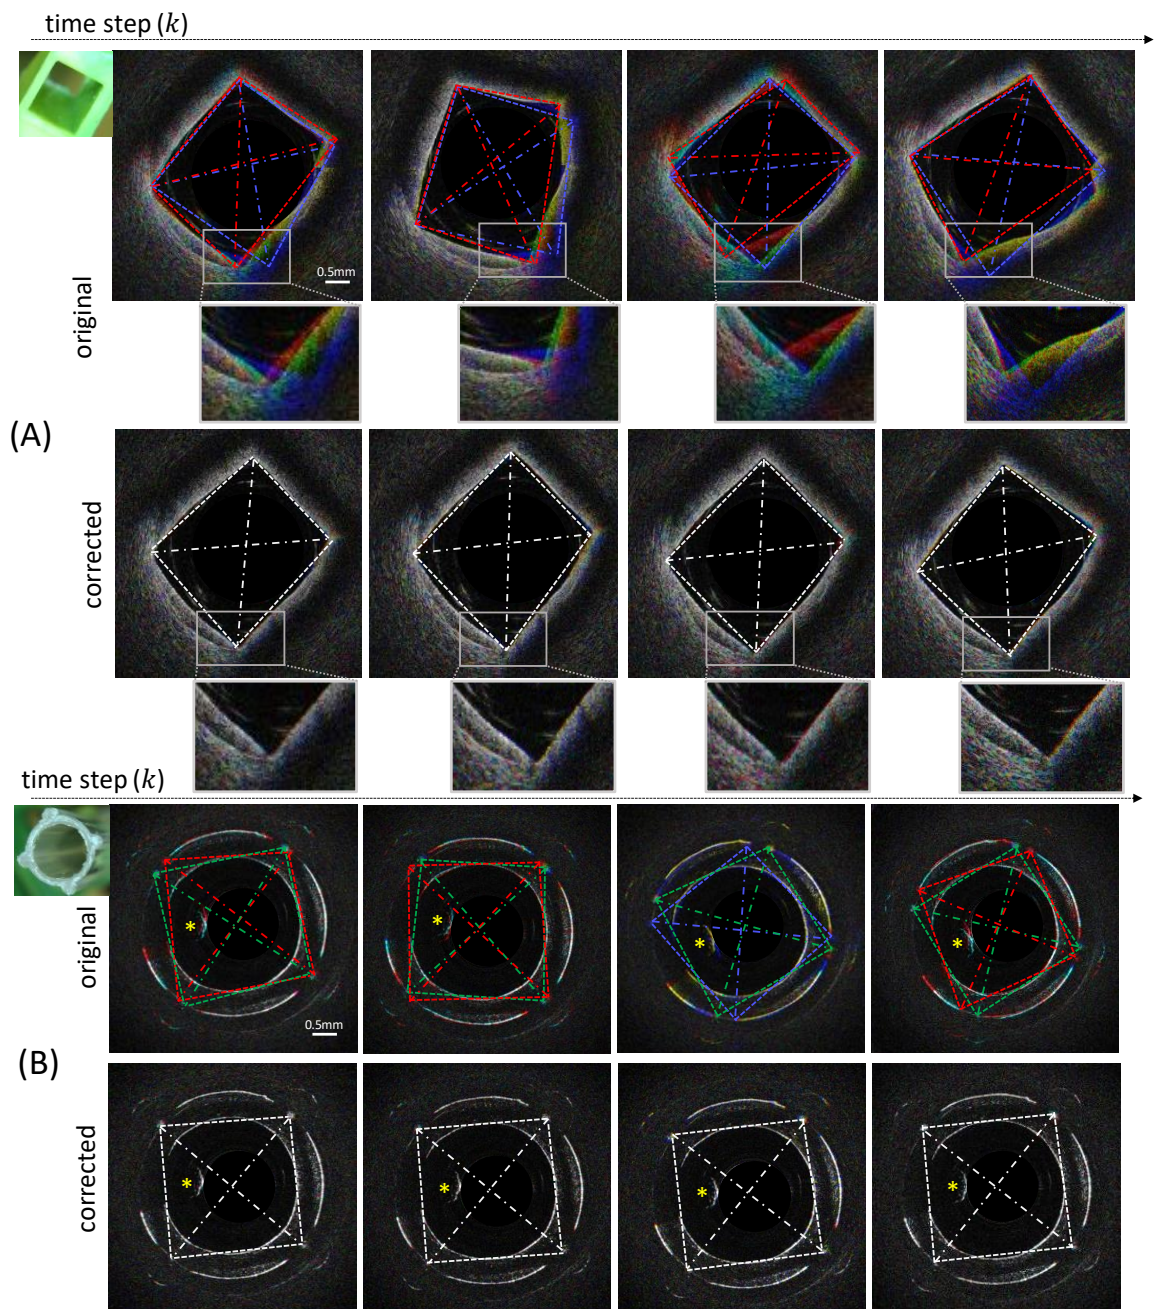 time step (k)
original
0.5mm
(A)
corrected
time step (k)
original
*
*
*
*
0.5mm
(B)
corrected
*
*
*
*